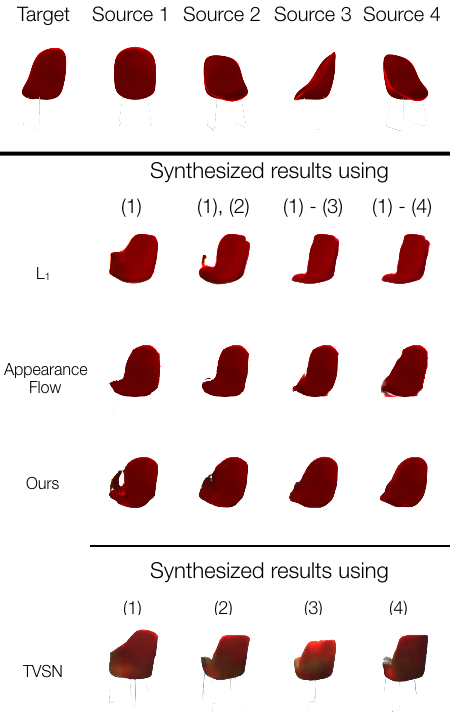 Target Source 1 Source 2 Source 3 Source 4
Synthesized results using
(1) (1), (2) (1) - (3) (1) - (4)
L₁
Appearance
Flow
Ours
Synthesized results using
(1) (2) (3) (4)
TVSN